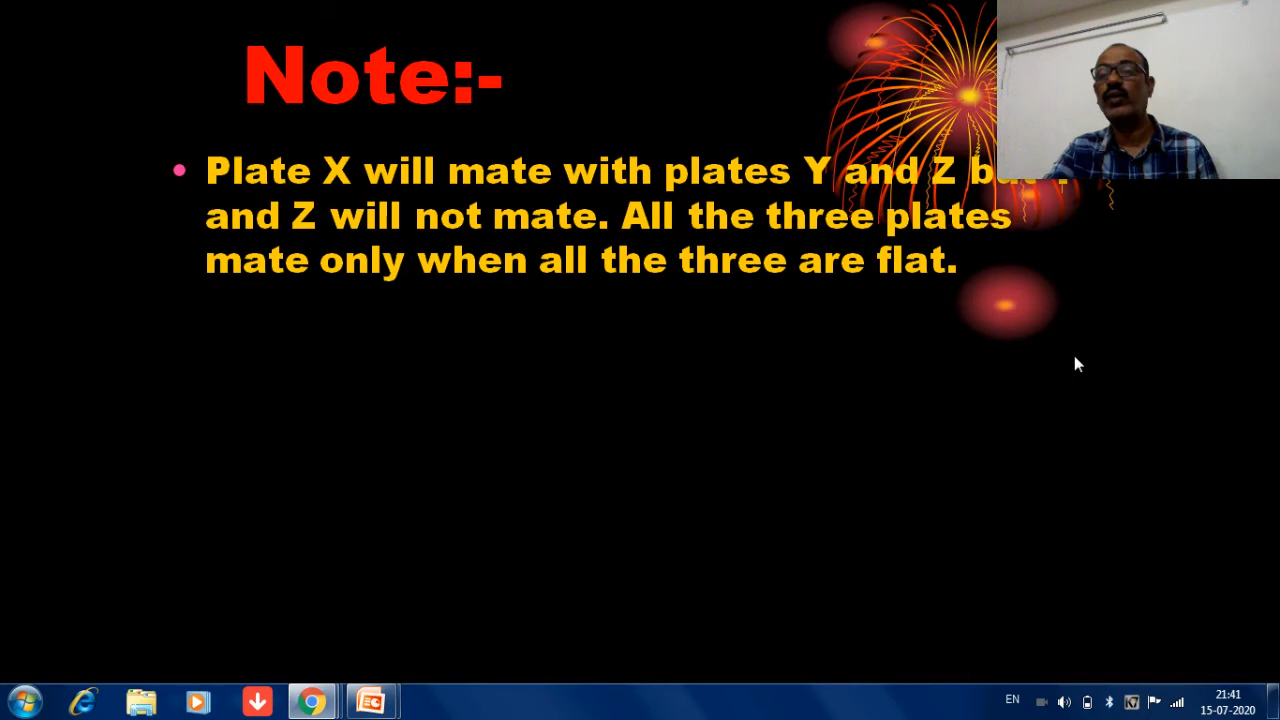 Note:-
• Plate X will mate with plates Y and Z
and Z will not mate. All the three plates
mate only when all the three are flat.
EN
21:41
15-07-2020